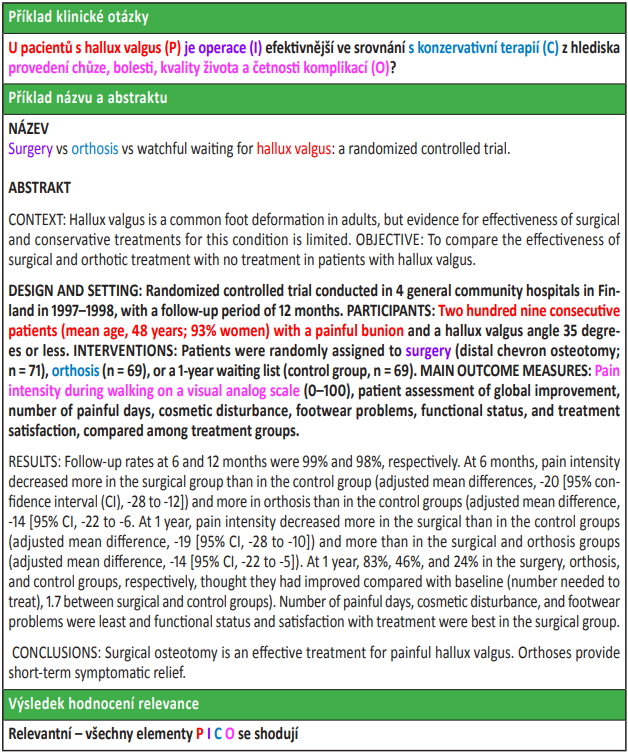 Příklad klinické otázky
U pacientů s hallux valgus (P) je operace (I) efektivnější ve srovnání s konzervativní terapií (C) z hlediska
provedení chůze, bolesti, kvality života a četnosti komplikací (O)?
Příklad názvu a abstraktu
NÁZEV
Surgery vs orthosis vs watchful waiting for hallux valgus: a randomized controlled trial.
ABSTRAKT
CONTEXT: Hallux valgus is a common foot deformation in adults, but evidence for effectiveness of surgical
and conservative treatments for this condition is limited. OBJECTIVE: To compare the effectiveness of
surgical and orthotic treatment with no treatment in patients with hallux valgus.
DESIGN AND SETTING: Randomized controlled trial conducted in 4 general community hospitals in Fin-
land in 1997–1998, with a follow-up period of 12 months. PARTICIPANTS: Two hundred nine consecutive
patients (mean age, 48 years; 93% women) with a painful bunion and a hallux valgus angle 35 degre-
es or less. INTERVENTIONS: Patients were randomly assigned to surgery (distal chevron osteotomy;
n = 71), orthosis (n = 69), or a 1-year waiting list (control group, n = 69). MAIN OUTCOME MEASURES: Pain
intensity during walking on a visual analog scale (0–100), patient assessment of global improvement,
number of painful days, cosmetic disturbance, footwear problems, functional status, and treatment
satisfaction, compared among treatment groups.
RESULTS: Follow-up rates at 6 and 12 months were 99% and 98%, respectively. At 6 months, pain intensity
decreased more in the surgical group than in the control group (adjusted mean differences, -20 [95% con-
fidence interval (CI), -28 to -12]) and more in orthosis than in the control groups (adjusted mean difference,
-14 [95% CI, -22 to -6. At 1 year, pain intensity decreased more in the surgical than in the control groups
(adjusted mean difference, -19 [95% CI, -28 to -10]) and more than in the surgical and orthosis groups
(adjusted mean difference, -14 [95% CI, -22 to -5]). At 1 year, 83%, 46%, and 24% in the surgery, orthosis,
and control groups, respectively, thought they had improved compared with baseline (number needed to
treat), 1.7 between surgical and control groups). Number of painful days, cosmetic disturbance, and footwear
problems were least and functional status and satisfaction with treatment were best in the surgical group.
CONCLUSIONS: Surgical osteotomy is an effective treatment for painful hallux valgus. Orthoses provide
short-term symptomatic relief.
Výsledek hodnocení relevance
Relevantní – všechny elementy P I C O se shodují